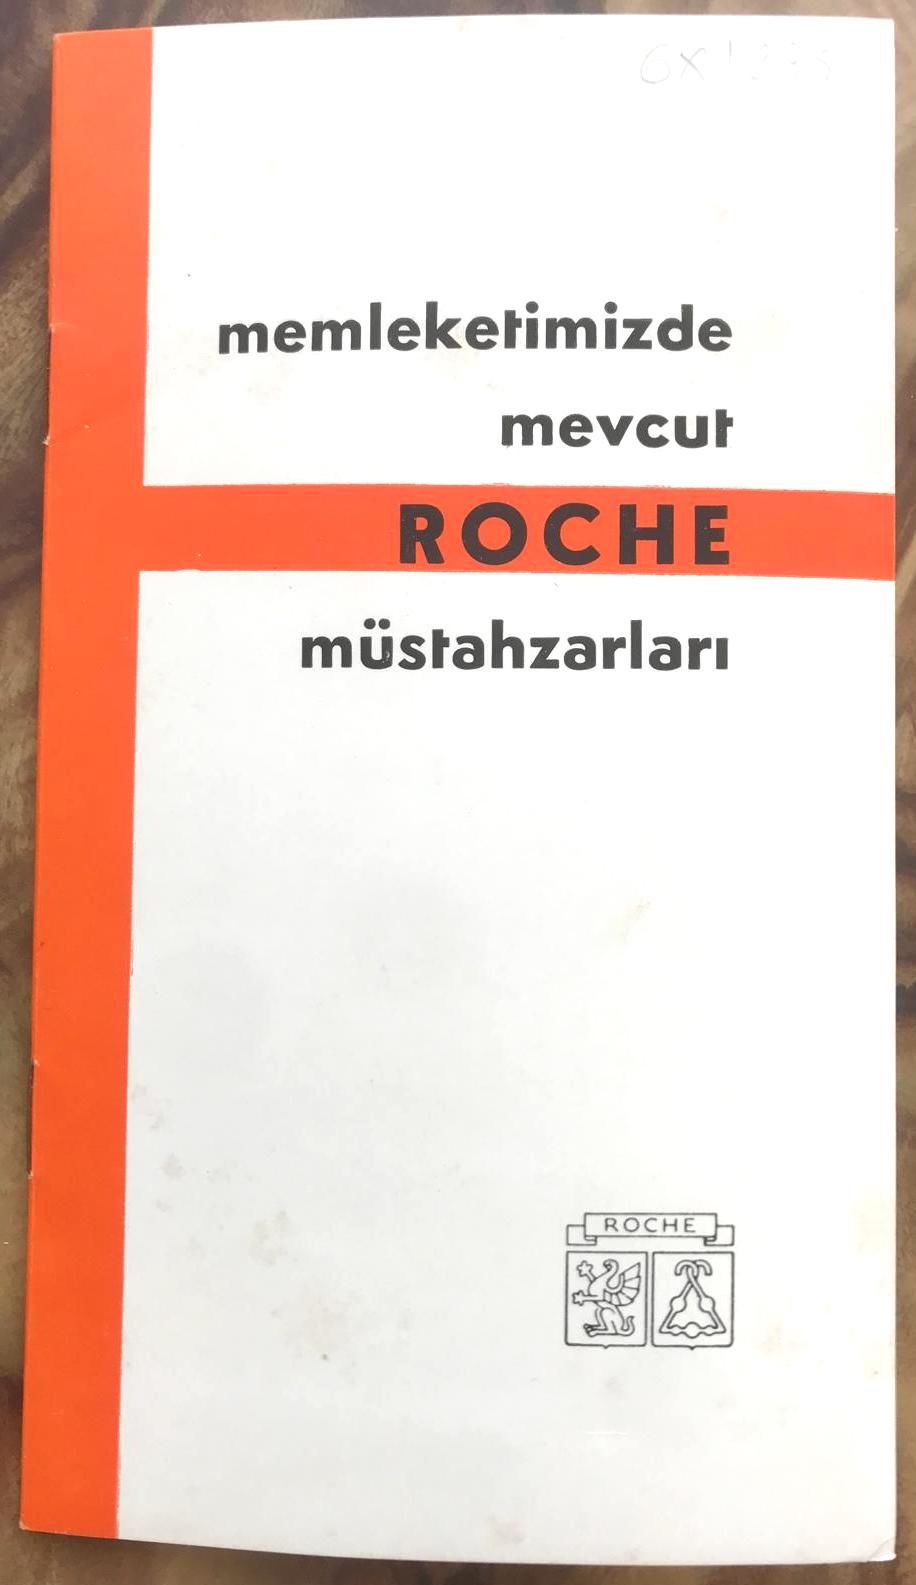 memleketimizde
mevcut
ROCHE
müstahzarları
ROCHE